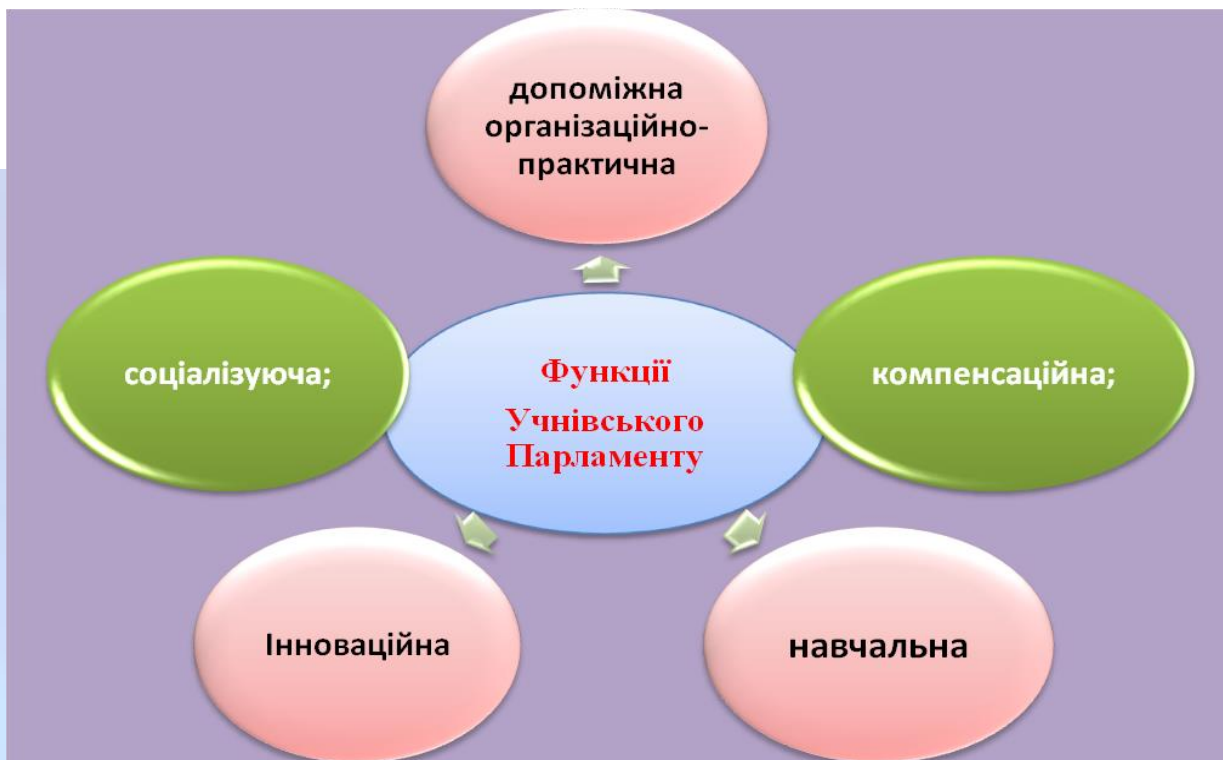 допоміжна
організаційно-
практична
соціалізуюча;
Функції
Учнівського
Парламенту
компенсаційна;
Інноваційна
навчальна